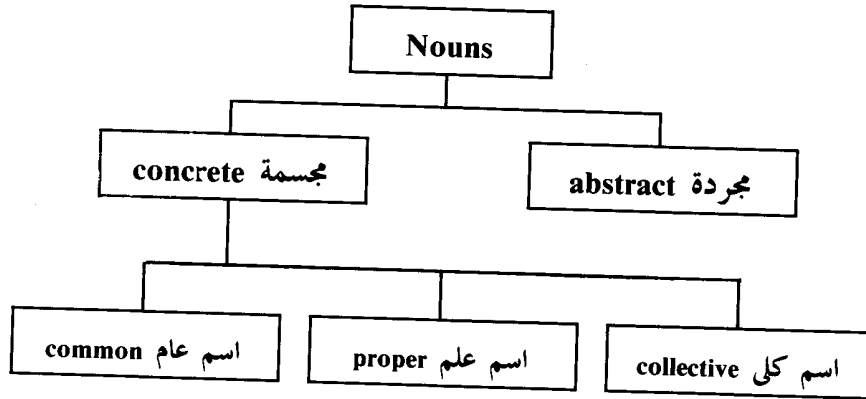 Nouns
concrete مجسمة
abstract مجردة
common اسم عام
proper اسم علم
collective اسم كلى